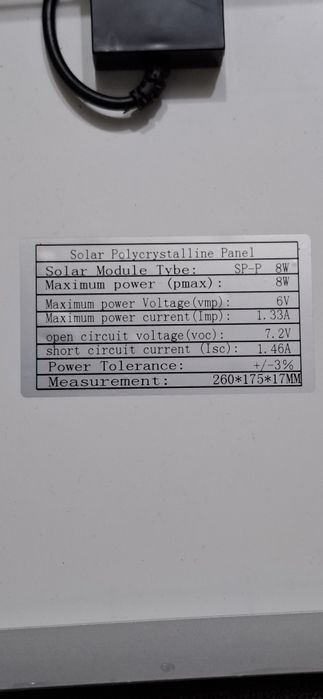 Solar Polycrystalline Panel
Solar Module Tybe: SP-P 8W
Maximum power (pmax): 8W
Maximum power Voltage(vmp): 6V
Maximum power current(Imp): 1.33A
open circuit voltage(voc): 7.2V
short circuit current (Isc): 1.46A
Power Tolerance: +/-3%
Measurement: 260*175*17MM